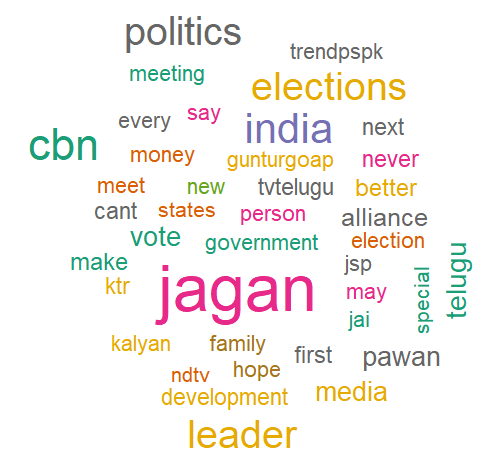 politics
trendpspk
meeting
elections
every
say
india
next
cbn
money
gunturgoap
never
meet
new
tvtelugu
better
cant
states
person
alliance
vote
government
election
make
jagan
jsp
special
telugu
ktr
may
jai
kalyan
family
first
pawan
ndtv
hope
development
media
leader